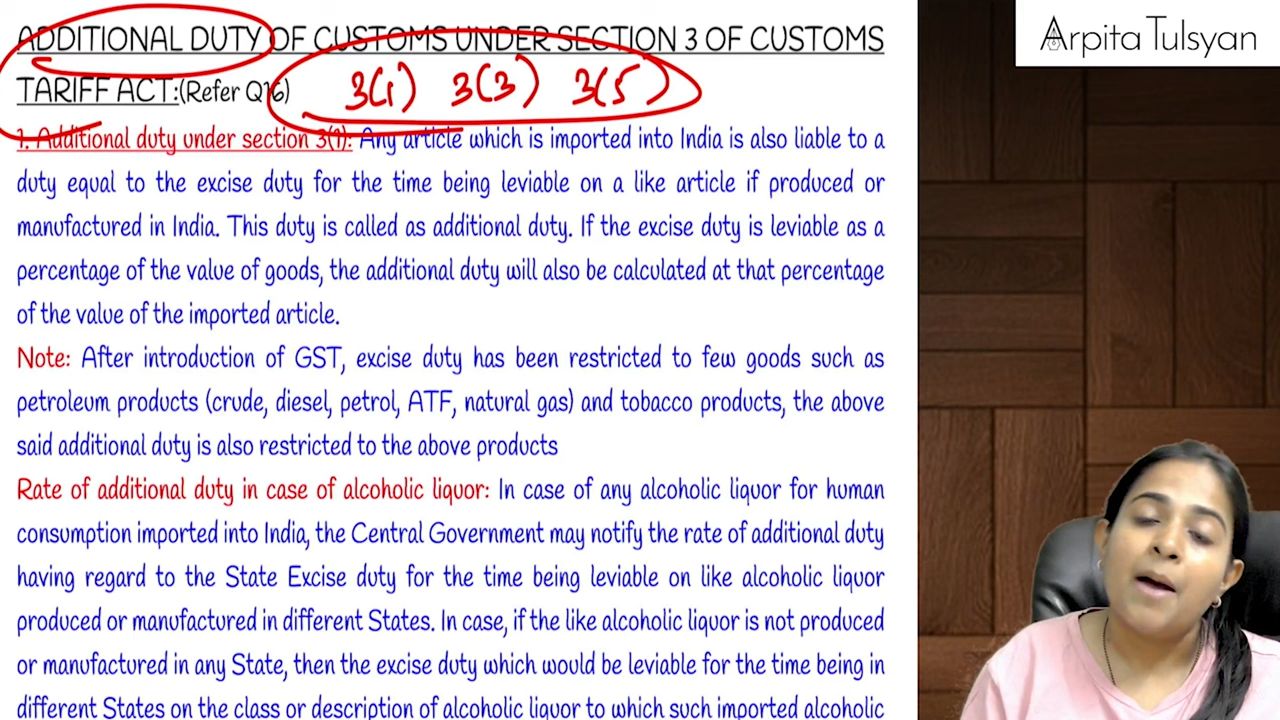 ADDITIONAL DUTY OF CUSTOMS UNDER SECTION 3 OF CUSTOMS
TARIFF ACT:(Refer Q16)
3(1) 3(3) 3(5)
1. Additional duty under section 3(1): Any article which is imported into India is also liable to a
duty equal to the excise duty for the time being leviable on a like article if produced or
manufactured in India. This duty is called as additional duty. If the excise duty is leviable as a
percentage of the value of goods, the additional duty will also be calculated at that percentage
of the value of the imported article.
Note: After introduction of GST, excise duty has been restricted to few goods such as
petroleum products (crude, diesel, petrol, ATF, natural gas) and tobacco products, the above
said additional duty is also restricted to the above products
Rate of additional duty in case of alcoholic liquor: In case of any alcoholic liquor for human
consumption imported into India, the Central Government may notify the rate of additional duty
having regard to the State Excise duty for the time being leviable on like alcoholic liquor
produced or manufactured in different States. In case, if the like alcoholic liquor is not produced
or manufactured in any State, then the excise duty which would be leviable for the time being in
different States on the class or description of alcoholic liquor to which such imported alcoholic
Arpita Tulsyan